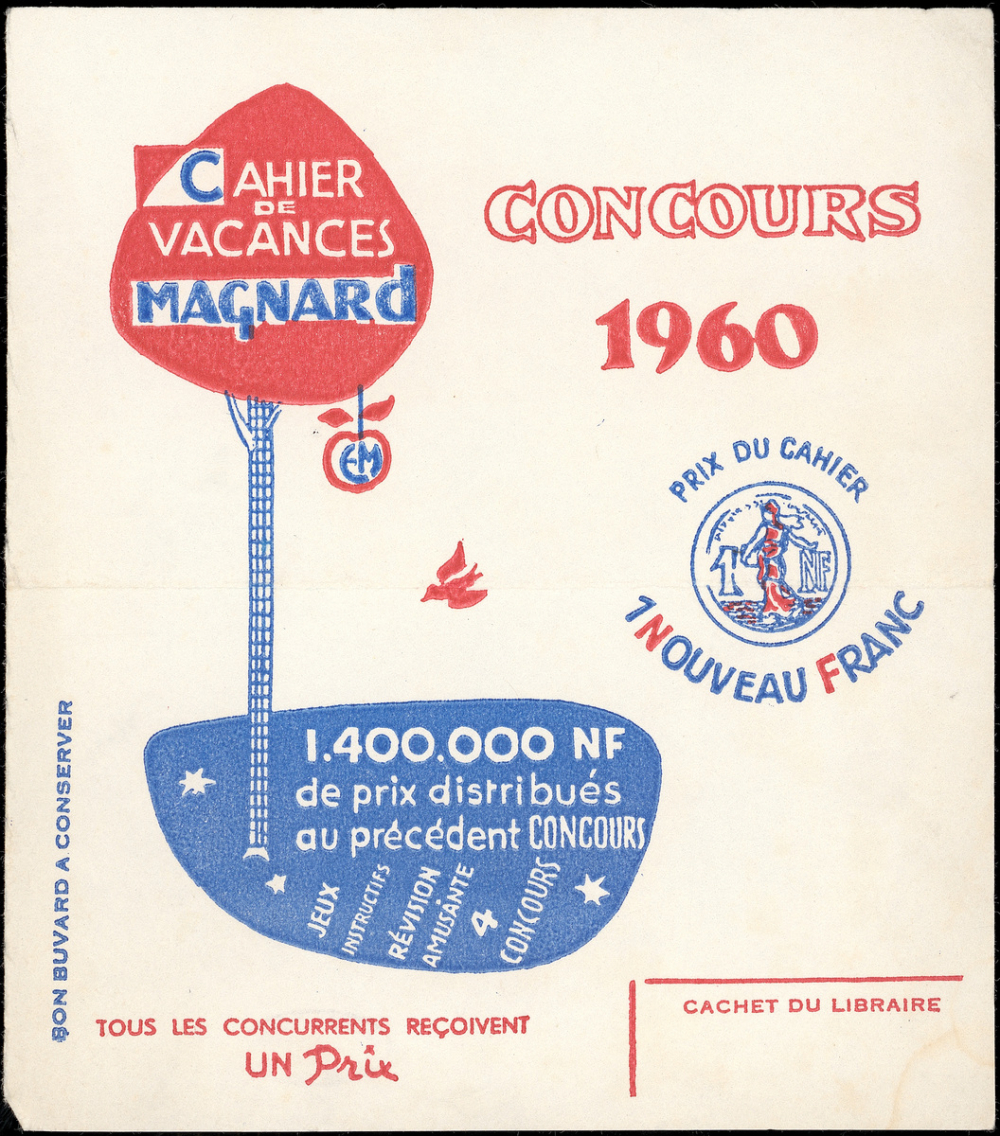 CAHIER
DE
VACANCES
MAGNARd
CONCOURS
1960
EM
PRIX DU CAHIER
1 NF
1 NOUVEAU FRANC
1.400.000 NF
de prix distribués
au précédent CONCOURS
JEUX
INSTRUCTIFS
RÉVISION
AMUSANTE
4
CONCOURS
BON BUVARD A CONSERVER
TOUS LES CONCURRENTS REÇOIVENT
UN Prix
CACHET DU LIBRAIRE